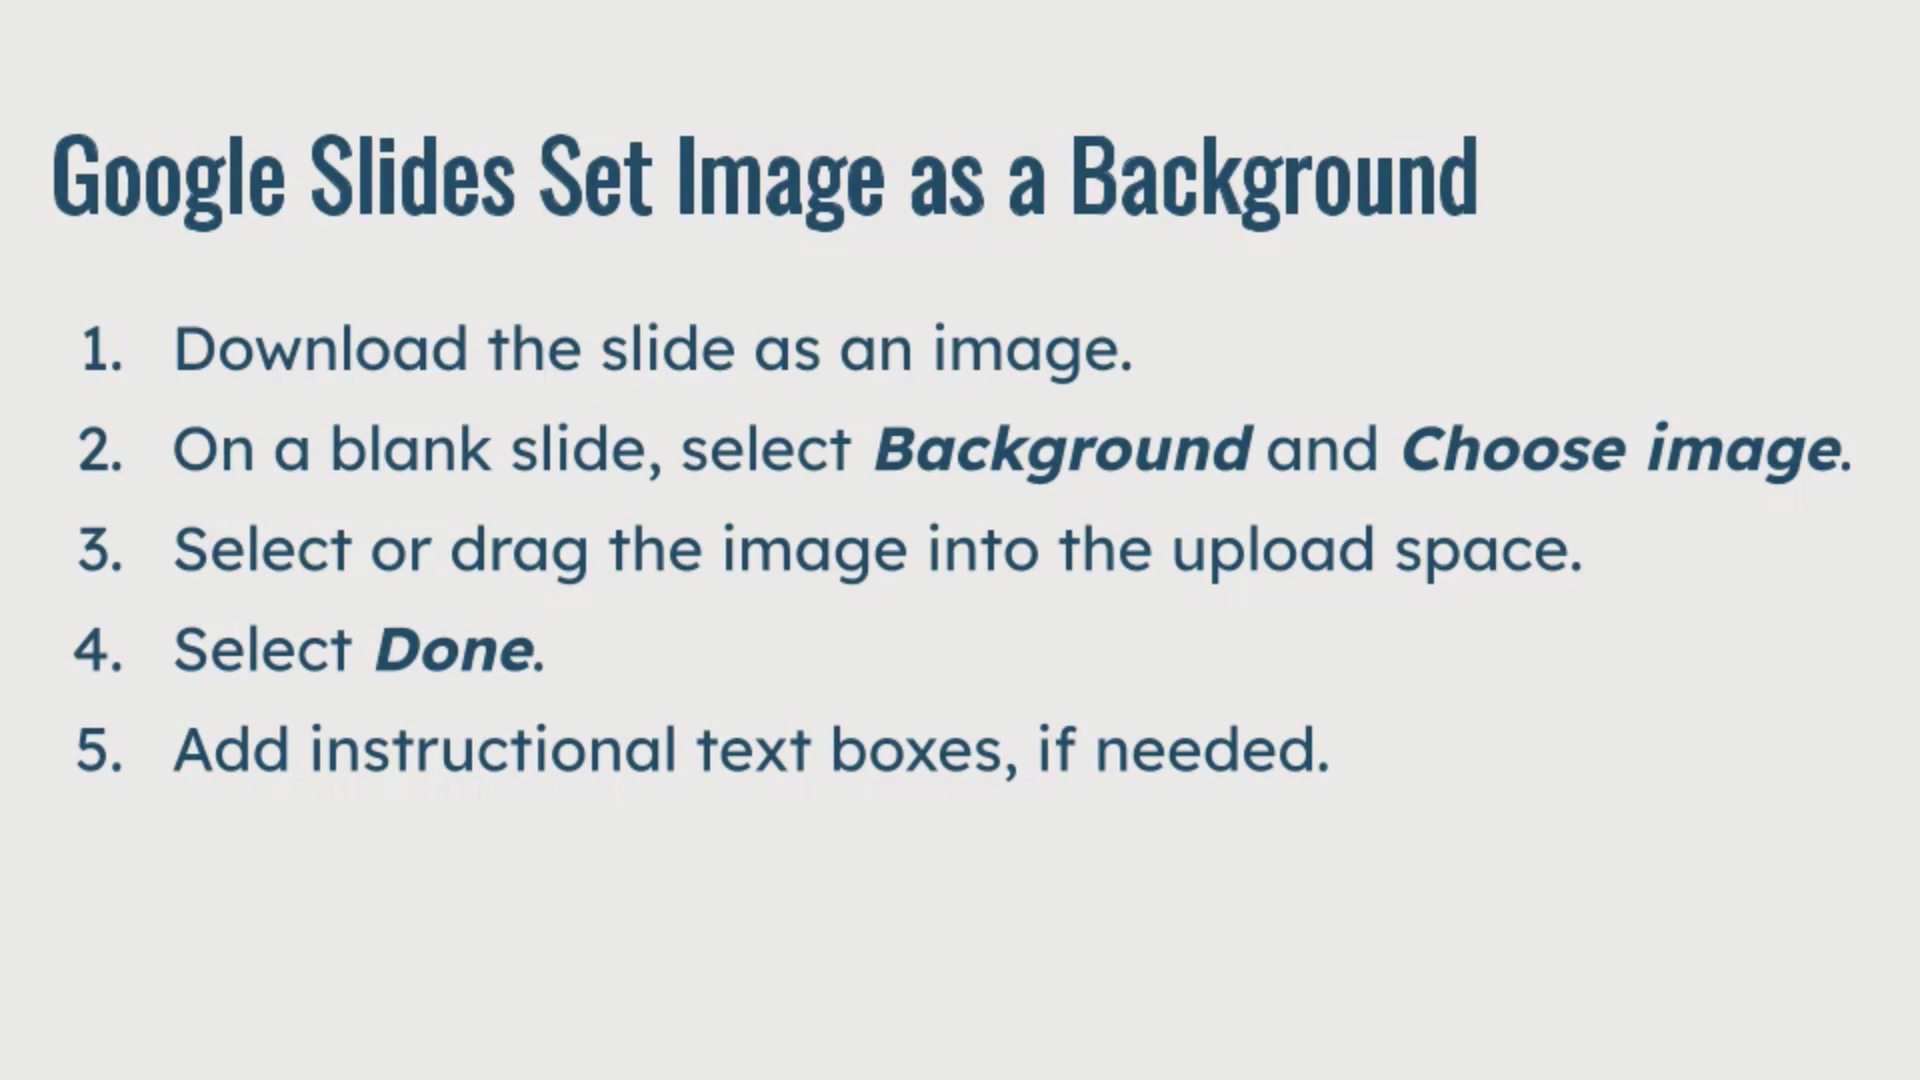 Google Slides Set Image as a Background
1. Download the slide as an image.
2. On a blank slide, select Background and Choose image.
3. Select or drag the image into the upload space.
4. Select Done.
5. Add instructional text boxes, if needed.